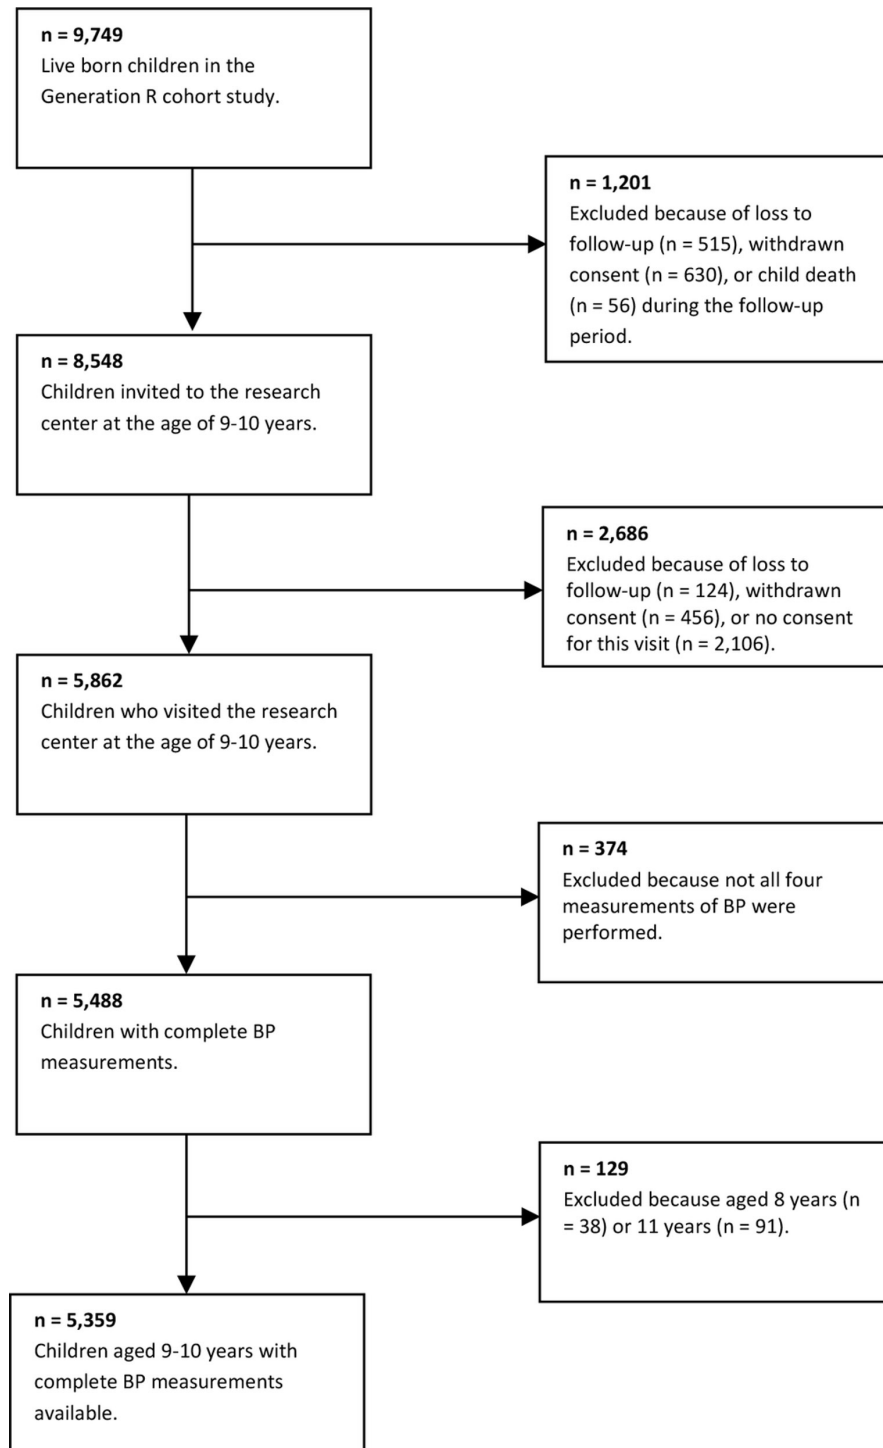 n = 9,749
Live born children in the
Generation R cohort study.
n = 1,201
Excluded because of loss to
follow-up (n = 515), withdrawn
consent (n = 630), or child death
(n = 56) during the follow-up
period.
n = 8,548
Children invited to the research
center at the age of 9-10 years.
n = 2,686
Excluded because of loss to
follow-up (n = 124), withdrawn
consent (n = 456), or no consent
for this visit (n = 2,106).
n = 5,862
Children who visited the research
center at the age of 9-10 years.
n = 374
Excluded because not all four
measurements of BP were
performed.
n = 5,488
Children with complete BP
measurements.
n = 129
Excluded because aged 8 years (n
= 38) or 11 years (n = 91).
n = 5,359
Children aged 9-10 years with
complete BP measurements
available.